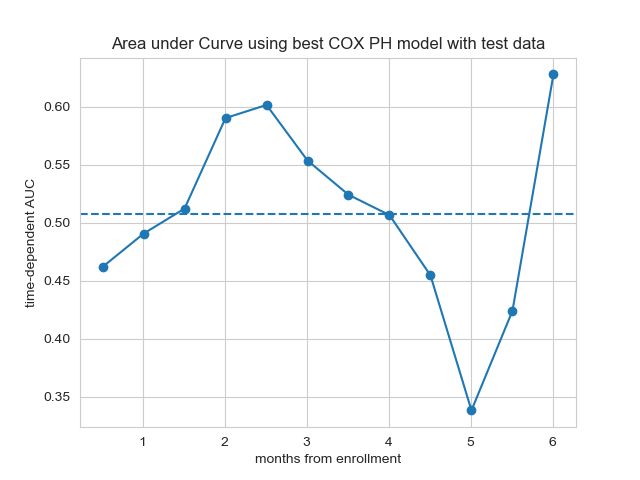 Area under Curve using best COX PH model with test data
time-dependent AUC
0.60
0.55
0.50
0.45
0.40
0.35
1 2 3 4 5 6
months from enrollment